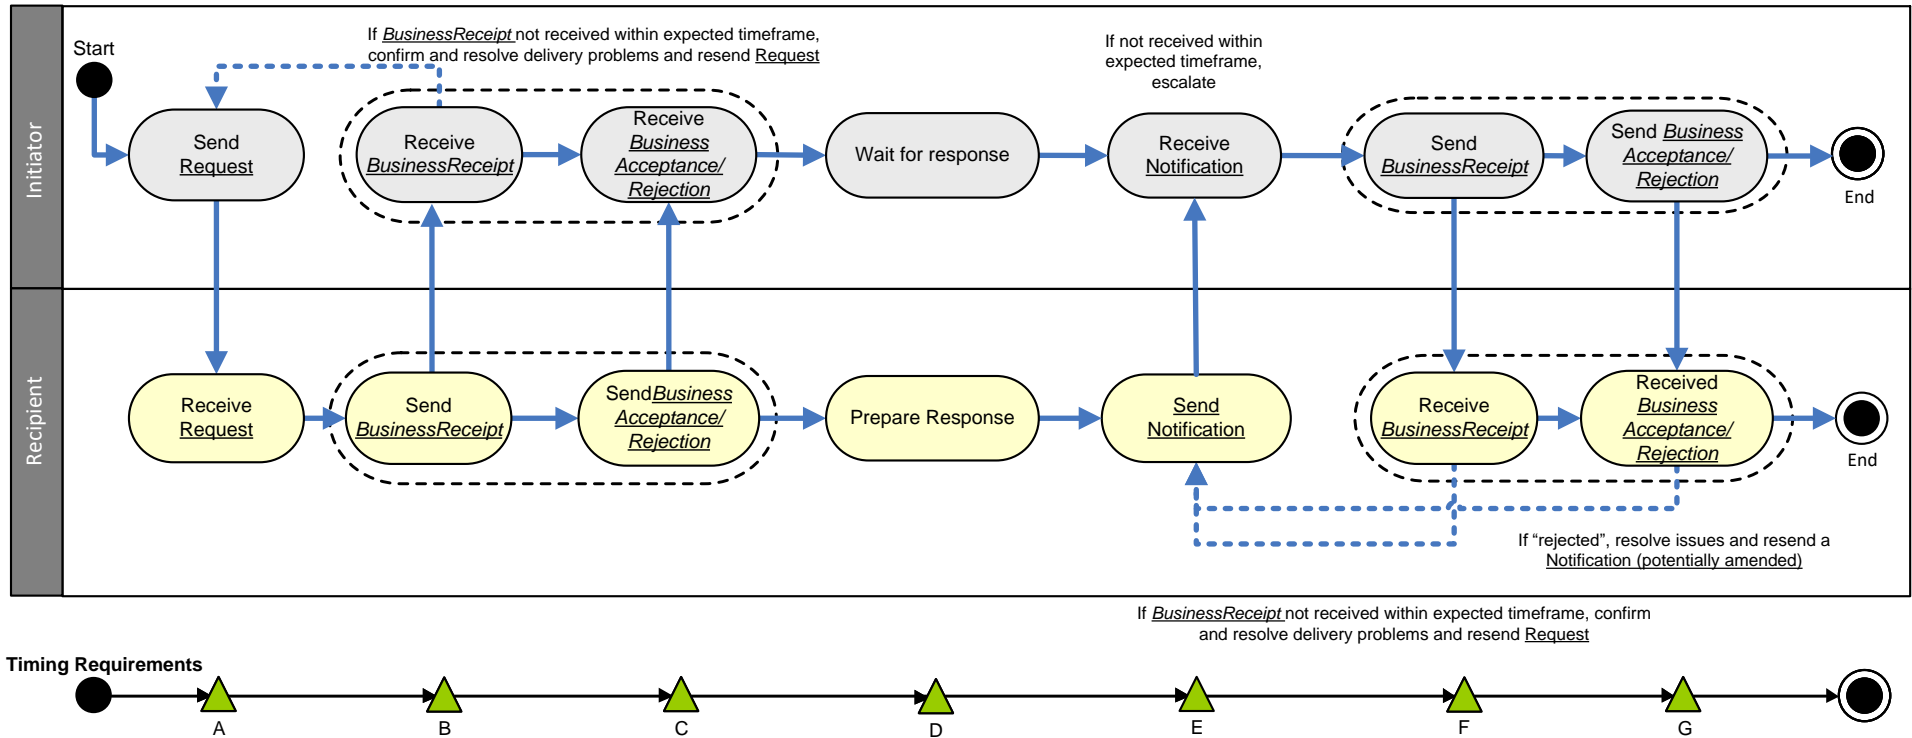 Initiator
Start
If BusinessReceipt not received within expected timeframe,
confirm and resolve delivery problems and resend Request
If not received within
expected timeframe,
escalate
Send
Request
Receive
BusinessReceipt
Receive
Business
Acceptance/
Rejection
Wait for response
Receive
Notification
Send
BusinessReceipt
Send Business
Acceptance/
Rejection
End
Recipient
Receive
Request
Send
BusinessReceipt
SendBusiness
Acceptance/
Rejection
Prepare Response
Send
Notification
Receive
BusinessReceipt
Received
Business
Acceptance/
Rejection
End
If “rejected”, resolve issues and resend a
Notification (potentially amended)
If BusinessReceipt not received within expected timeframe, confirm
and resolve delivery problems and resend Request
Timing Requirements
A
B
C
D
E
F
G